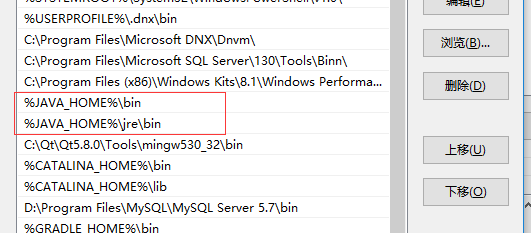 %USERPROFILE%\.dnx\bin
C:\Program Files\Microsoft DNX\Dnvm\
C:\Program Files\Microsoft SQL Server\130\Tools\Binn\
C:\Program Files (x86)\Windows Kits\8.1\Windows Performa...
%JAVA_HOME%\bin
%JAVA_HOME%\jre\bin
C:\Qt\Qt5.8.0\Tools\mingw530_32\bin
%CATALINA_HOME%\bin
%CATALINA_HOME%\lib
D:\Program Files\MySQL\MySQL Server 5.7\bin
%GRADLE_HOME%\bin
编辑(E)
浏览(B)...
删除(D)
上移(U)
下移(O)